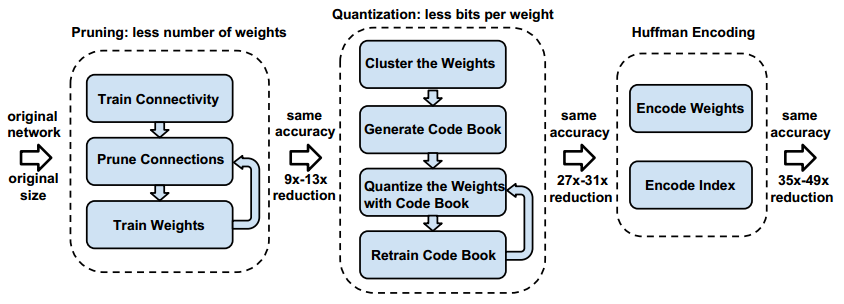 original
network
original
size
Pruning: less number of weights
Train Connectivity
Prune Connections
Train Weights
same
accuracy
9x-13x
reduction
Quantization: less bits per weight
Cluster the Weights
Generate Code Book
Quantize the Weights
with Code Book
Retrain Code Book
same
accuracy
27x-31x
reduction
Huffman Encoding
Encode Weights
Encode Index
same
accuracy
35x-49x
reduction